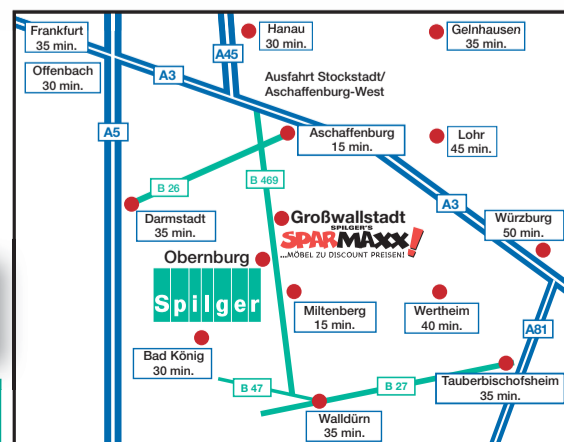 Frankfurt
35 min.
Hanau
30 min.
Gelnhausen
35 min.
A45
Offenbach
30 min.
A3
Ausfahrt Stockstadt/
Aschaffenburg-West
A5
Aschaffenburg
15 min.
Lohr
45 min.
B 26
B 469
A3
Darmstadt
35 min.
Großwallstadt
SPILGER'S
SPARMAXX!
...MÖBEL ZU DISCOUNT PREISEN!
Würzburg
50 min.
Obernburg
Spilger
Miltenberg
15 min.
Wertheim
40 min.
A81
Bad König
30 min.
B 47
B 27
Tauberbischofsheim
35 min.
Walldürn
35 min.